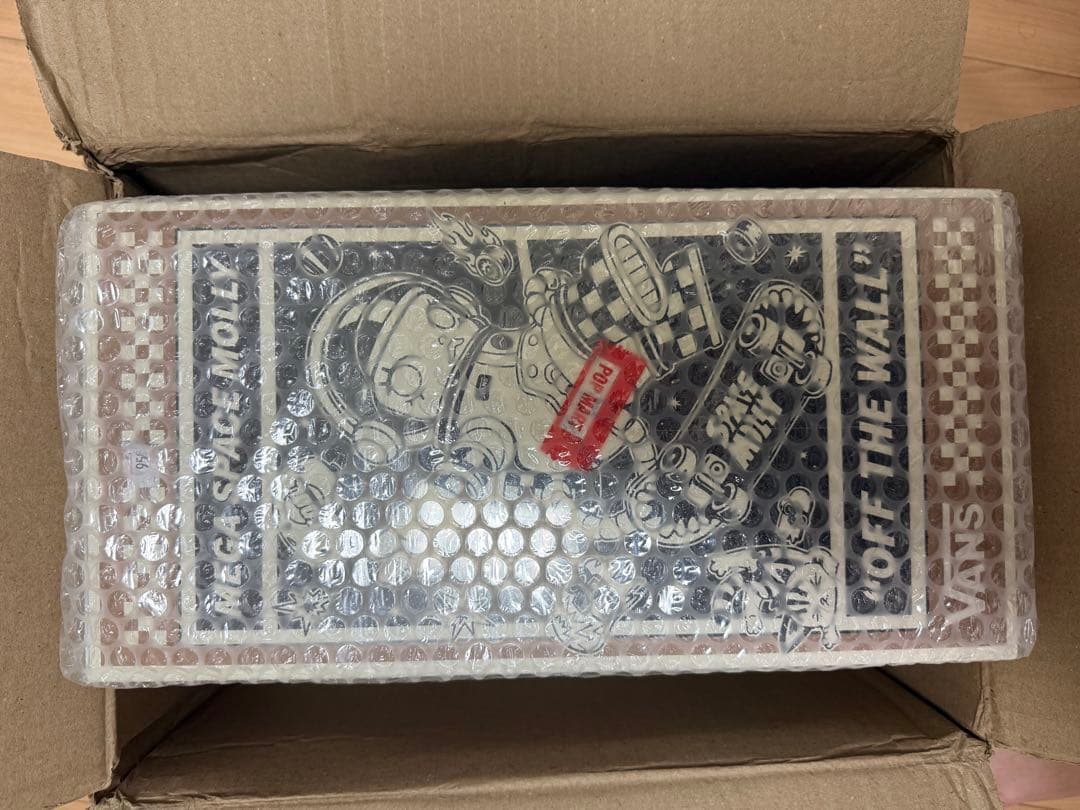 MEGA SPACE MOLLY
POP MART
SPACE
MOLLY
"OFF THE WALL"
VANS